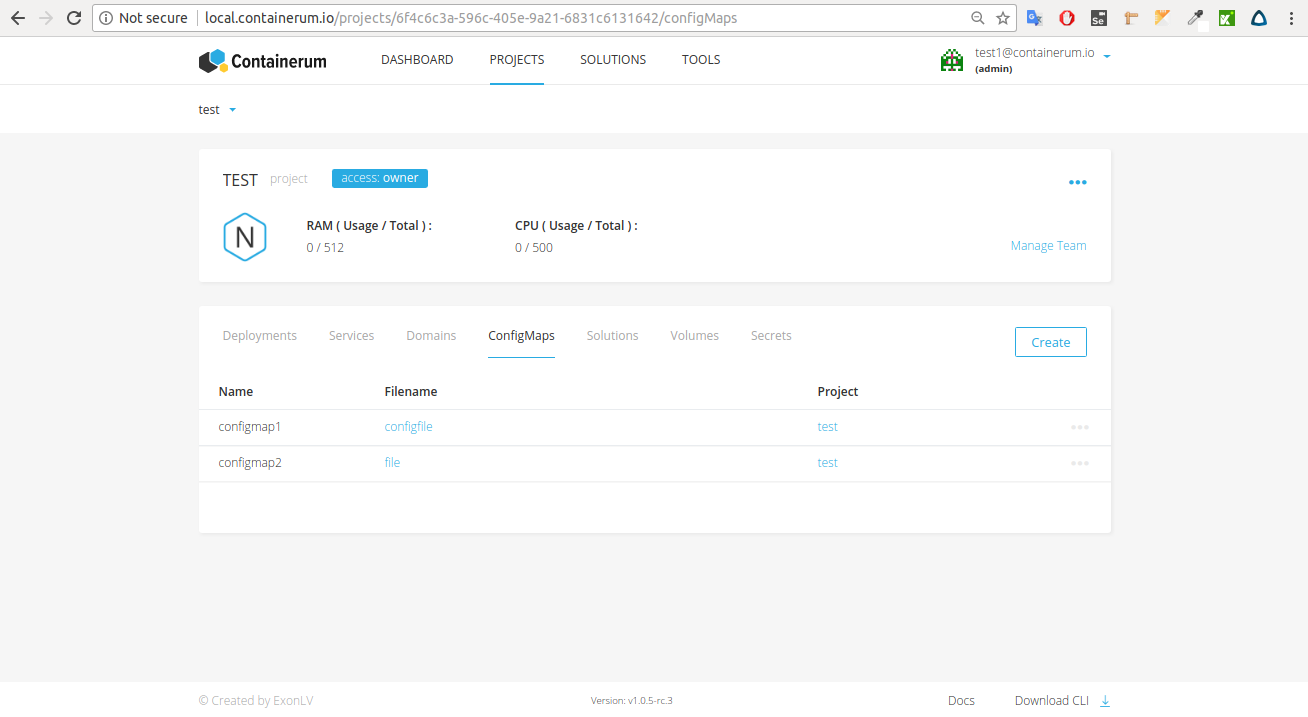 Not secure local.containerum.io/projects/6f4c6c3a-596c-405e-9a21-6831c6131642/configMaps
Containerum DASHBOARD PROJECTS SOLUTIONS TOOLS test1@containerum.io
(admin)
test
TEST project access: owner
N RAM ( Usage / Total ) : CPU ( Usage / Total ) :
0 / 512 0 / 500
Manage Team
Deployments Services Domains ConfigMaps Solutions Volumes Secrets Create
Name Filename Project
configmap1 configfile test
configmap2 file test
© Created by ExonLV Version: v1.0.5-rc.3 Docs Download CLI